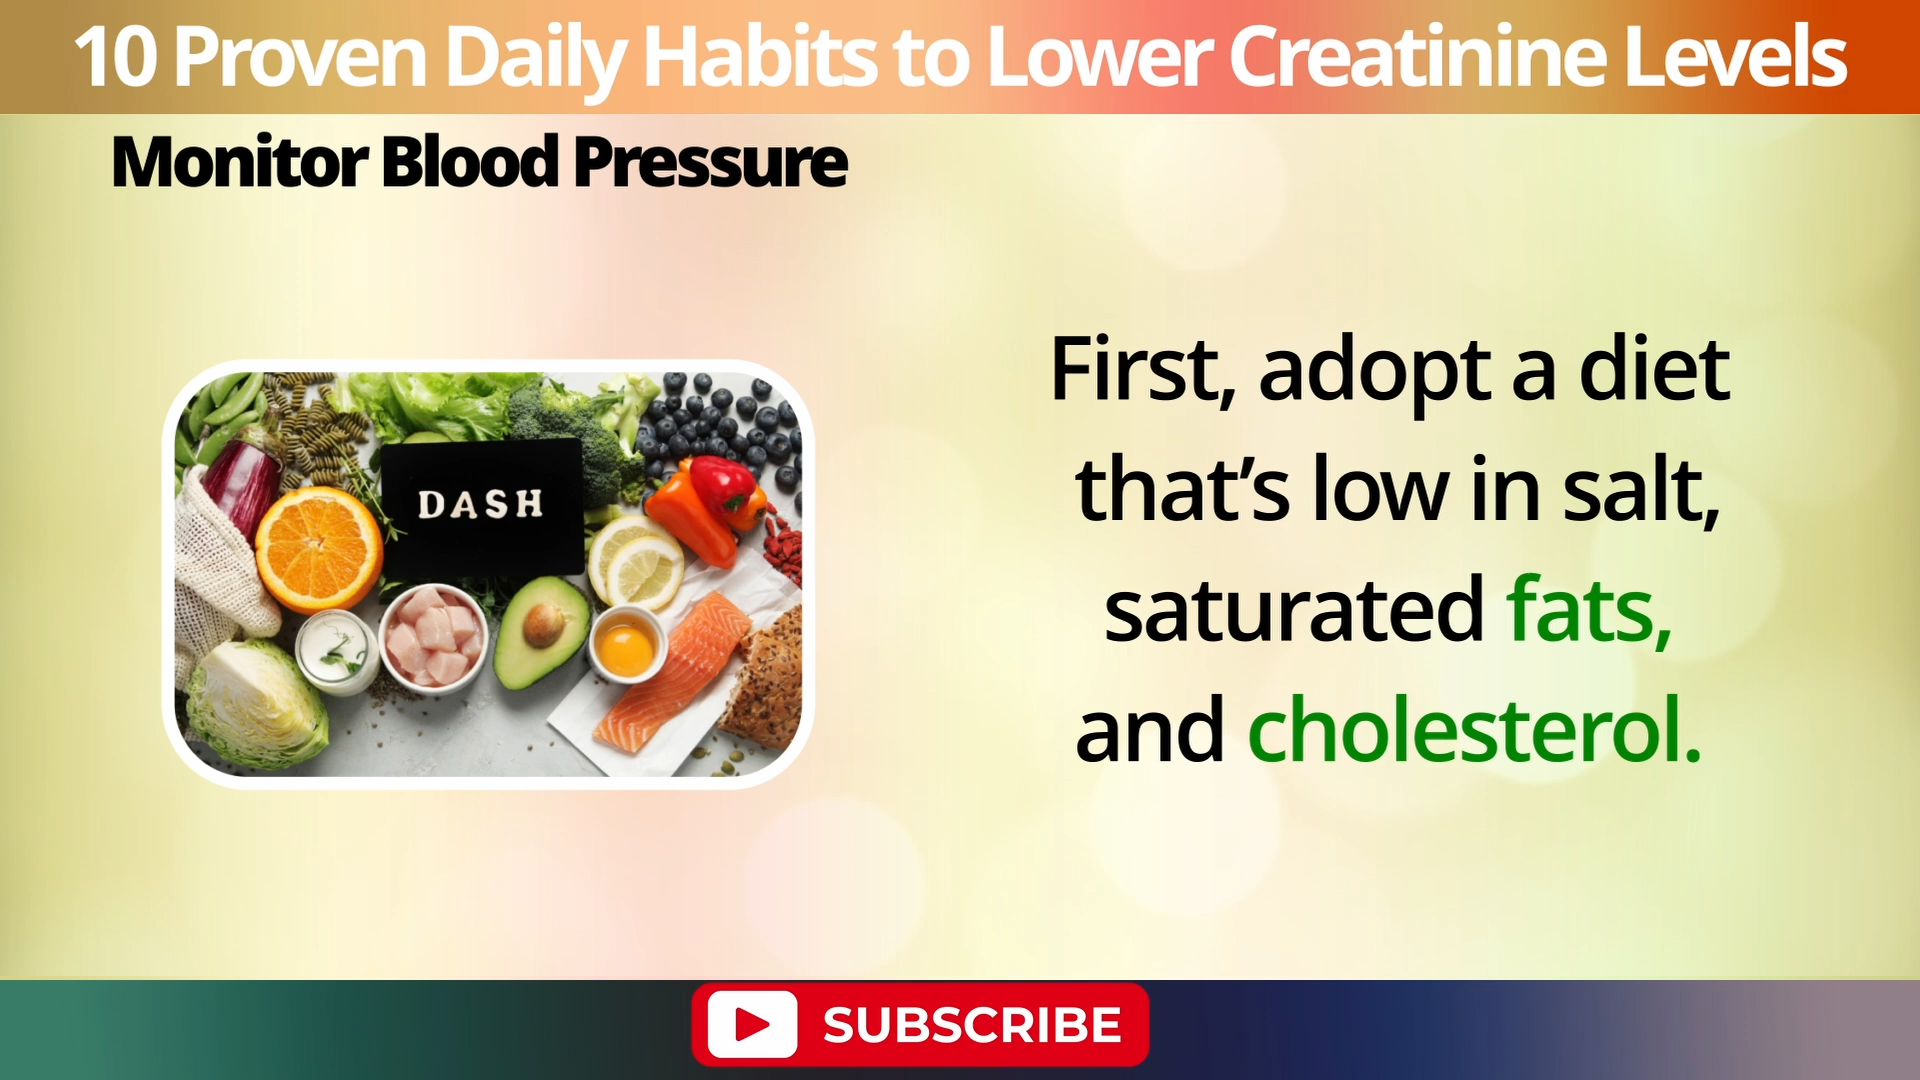 10 Proven Daily Habits to Lower Creatinine Levels
Monitor Blood Pressure
DASH
First, adopt a diet
that’s low in salt,
saturated fats,
and cholesterol.
SUBSCRIBE